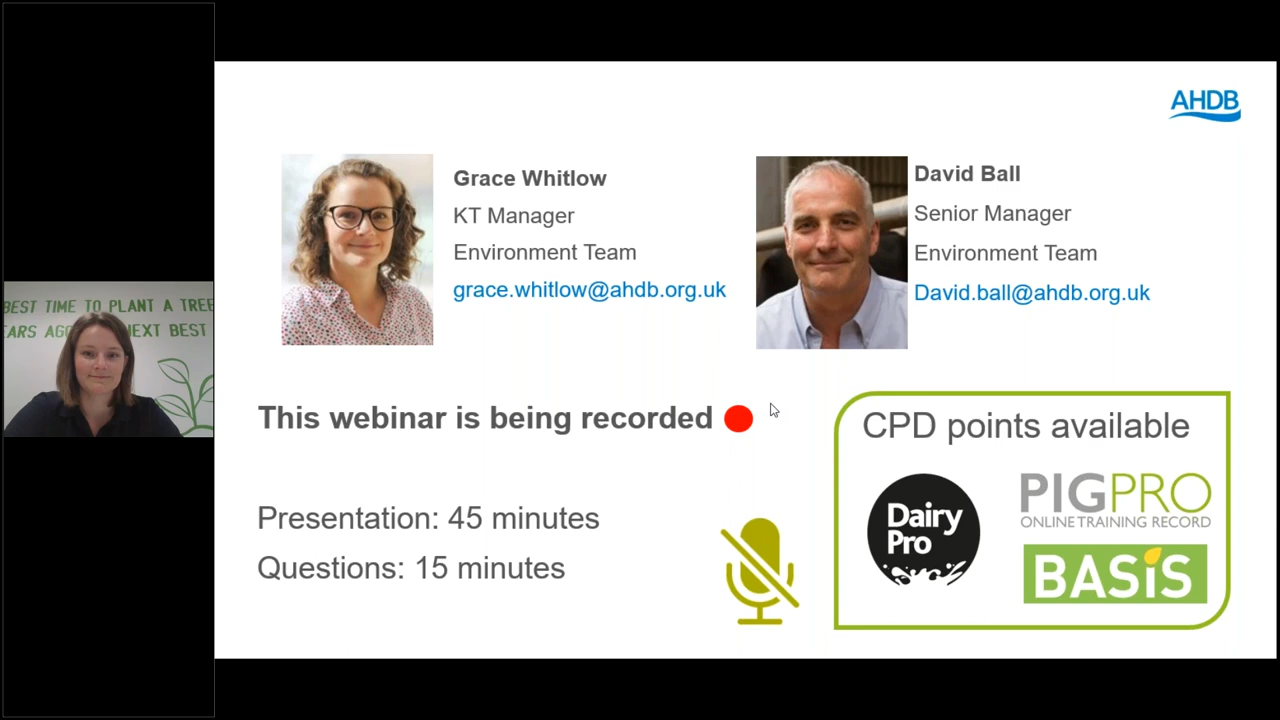 BEST TIME TO PLANT A TREE
EARS AGO NEXT BEST
AHDB
Grace Whitlow
KT Manager
Environment Team
grace.whitlow@ahdb.org.uk
David Ball
Senior Manager
Environment Team
David.ball@ahdb.org.uk
This webinar is being recorded
Presentation: 45 minutes
Questions: 15 minutes
CPD points available
Dairy
Pro
PIGPRO
ONLINE TRAINING RECORD
BASIS